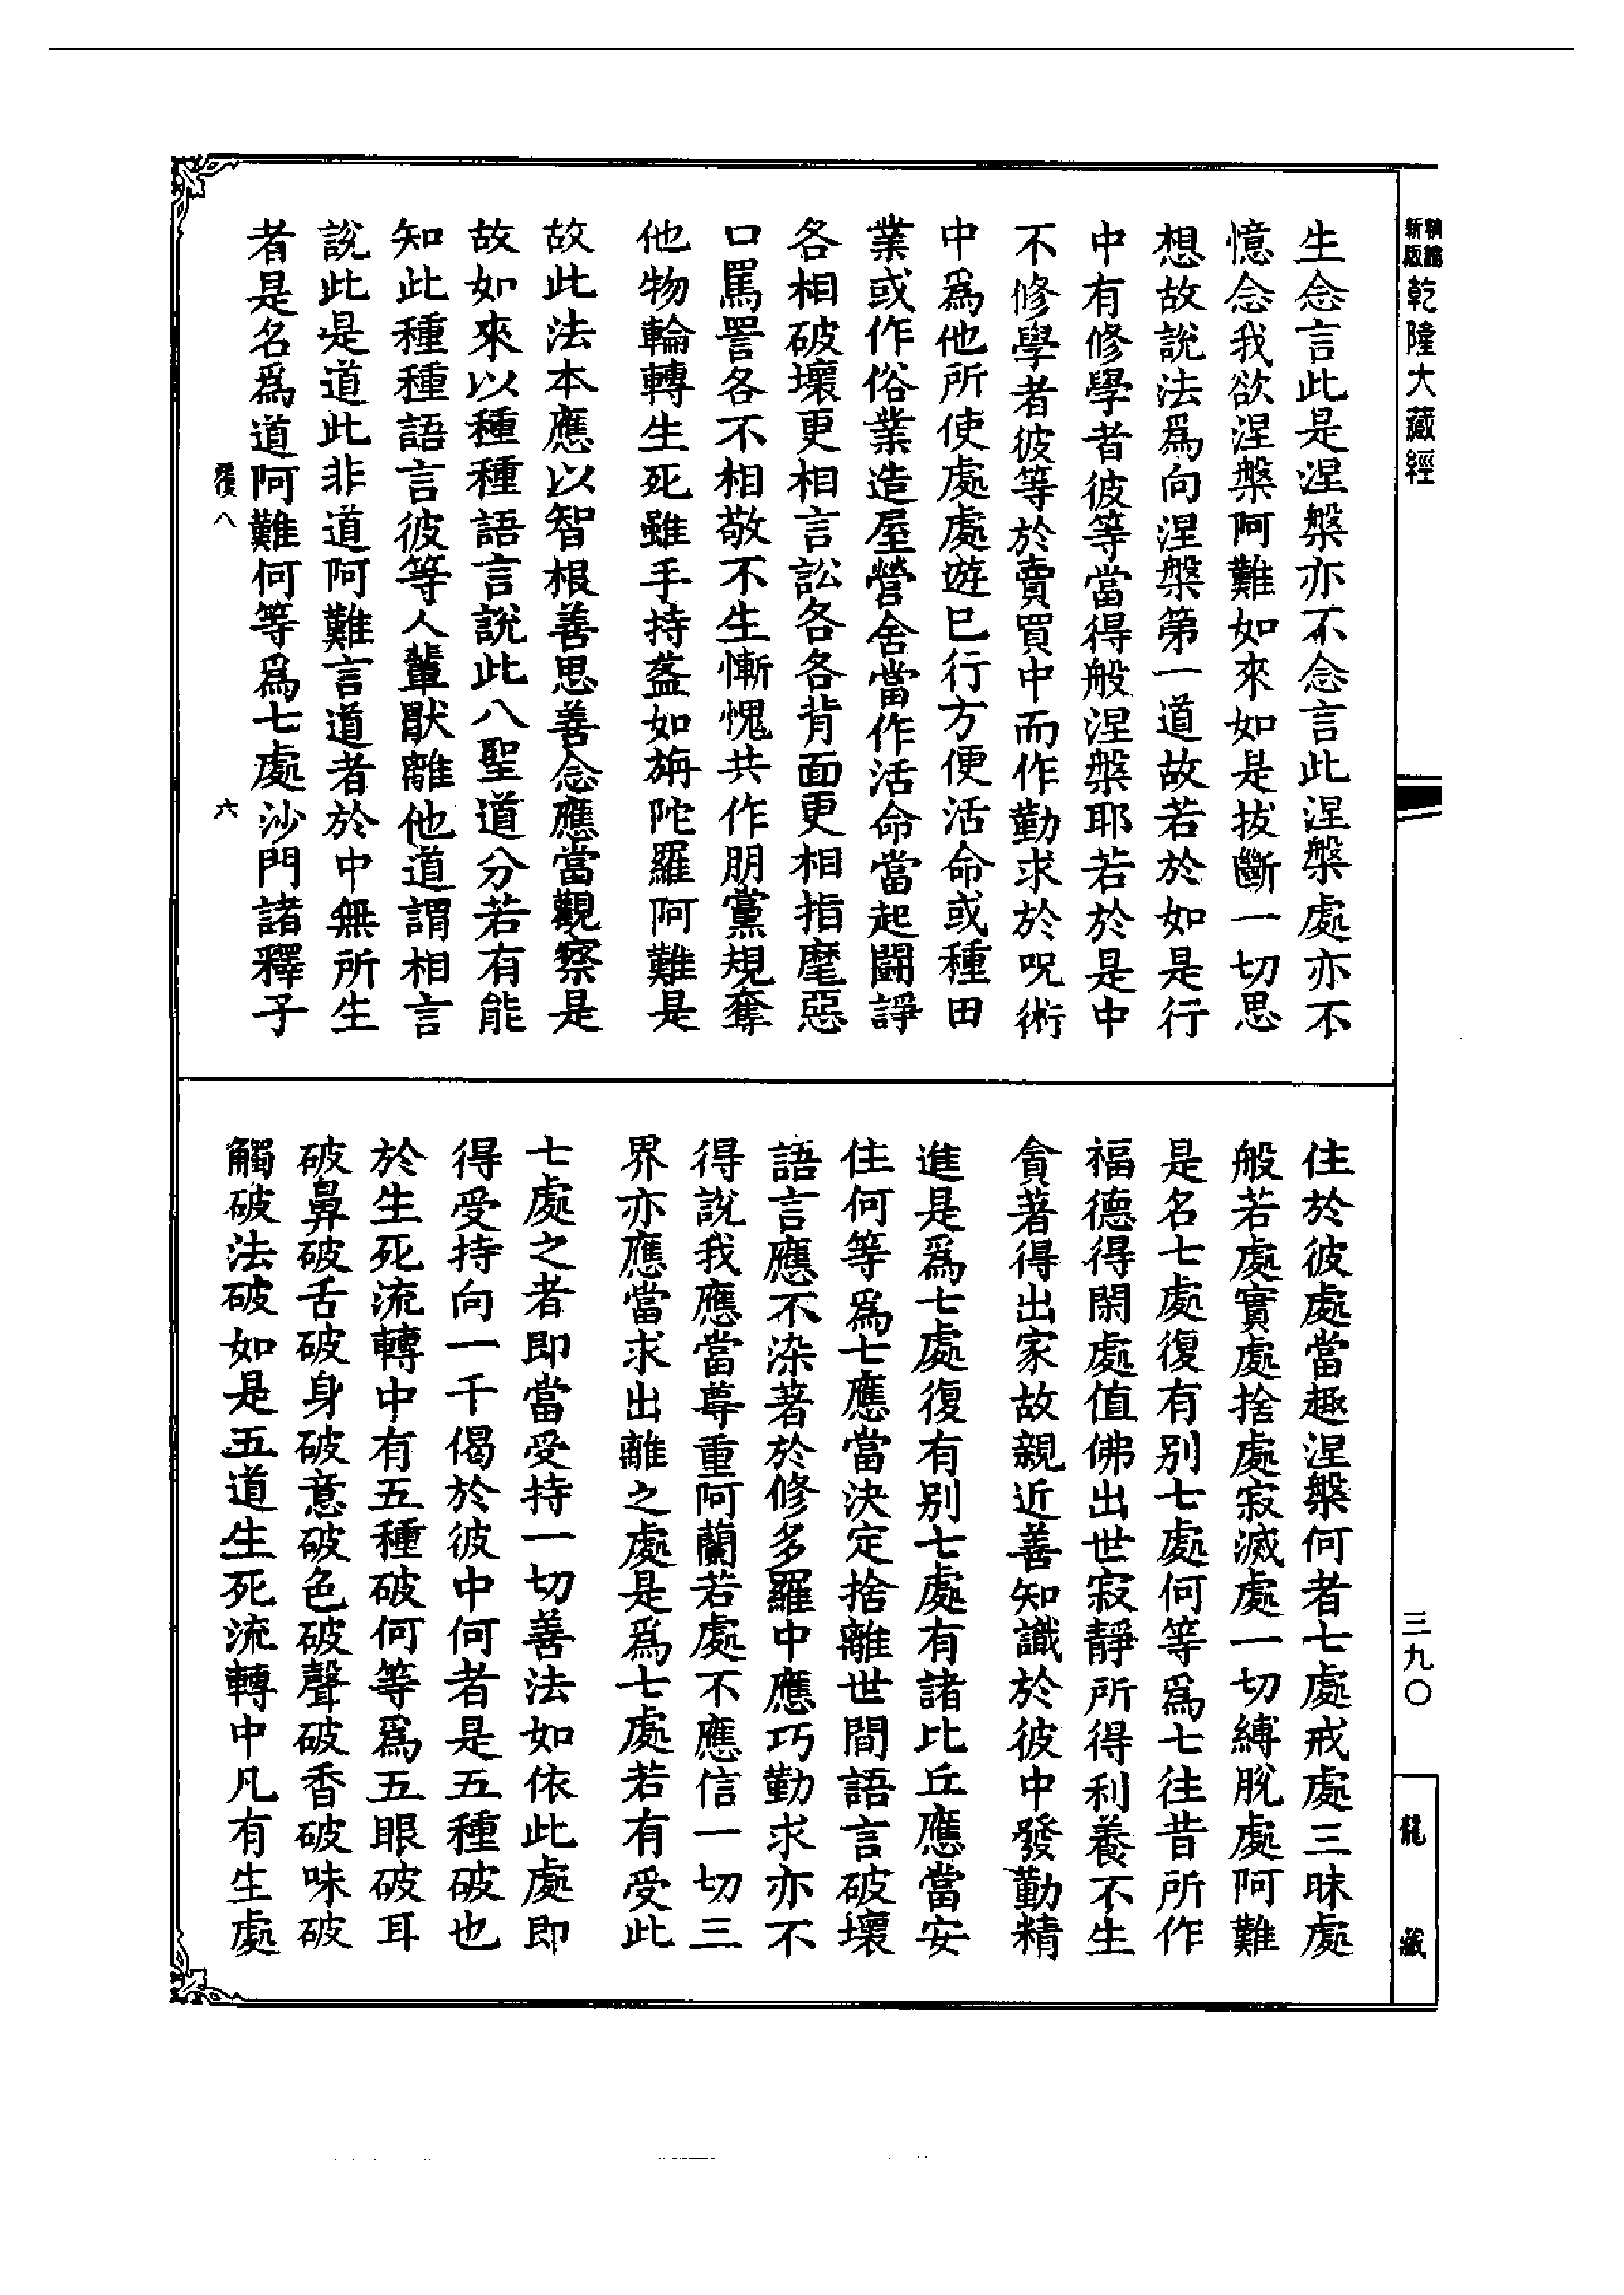 新版
乾隆大藏經
生念言此是涅槃亦不念言此涅槃處亦不
憶念我欲涅槃阿難如來如是拔斷一切思
想故說法爲向涅槃第一道故若於如是行
中有修學者彼等當得般涅槃耶若於是中
不修學者彼等於賣買中而作勤求於呪術
中爲他所使處處遊已行方便活命或種田
業或作俗業造屋營舍當作活命當起鬪諍
各相破壞更相言訟各各背面更相指麾惡
口罵詈各不相敬不生慚愧共作朋黨規奪
他物輪轉生死雖手持盔如旃陀羅阿難是
故此法本應以智根善思善念應當觀察是
故如來以種種語言說此八聖道分若有能
知此種種語言彼等人輩厭離他道謂相言
說此是道此非道阿難言道者於中無所生
者是名爲道阿難何等爲七處沙門諸釋子
覆八
六
住於彼處當趣涅槃何者七處戒處三昧處
般若處實處捨處寂滅處一切縛脫處阿難
是名七處復有別七處何等爲七往昔所作
福德得閑處值佛出世寂靜所得利養不生
貪著得出家故親近善知識於彼中發勤精
進是爲七處復有別七處有諸比丘應當安
住何等爲七應當決定捨離世間語言破壞
語言應不染著於修多羅中應巧勤求亦不
得說我應當尊重阿蘭若處不應信一切三
界亦應當求出離之處是爲七處若有受此
七處之者即當受持一切善法如依此處即
得受持向一千偈於彼中何者是五種破也
於生死流轉中有五種破何等爲五眼破耳
破鼻破舌破身破意破色破聲破香破味破
觸破法破如是五道生死流轉中凡有生處
三九〇
龍藏